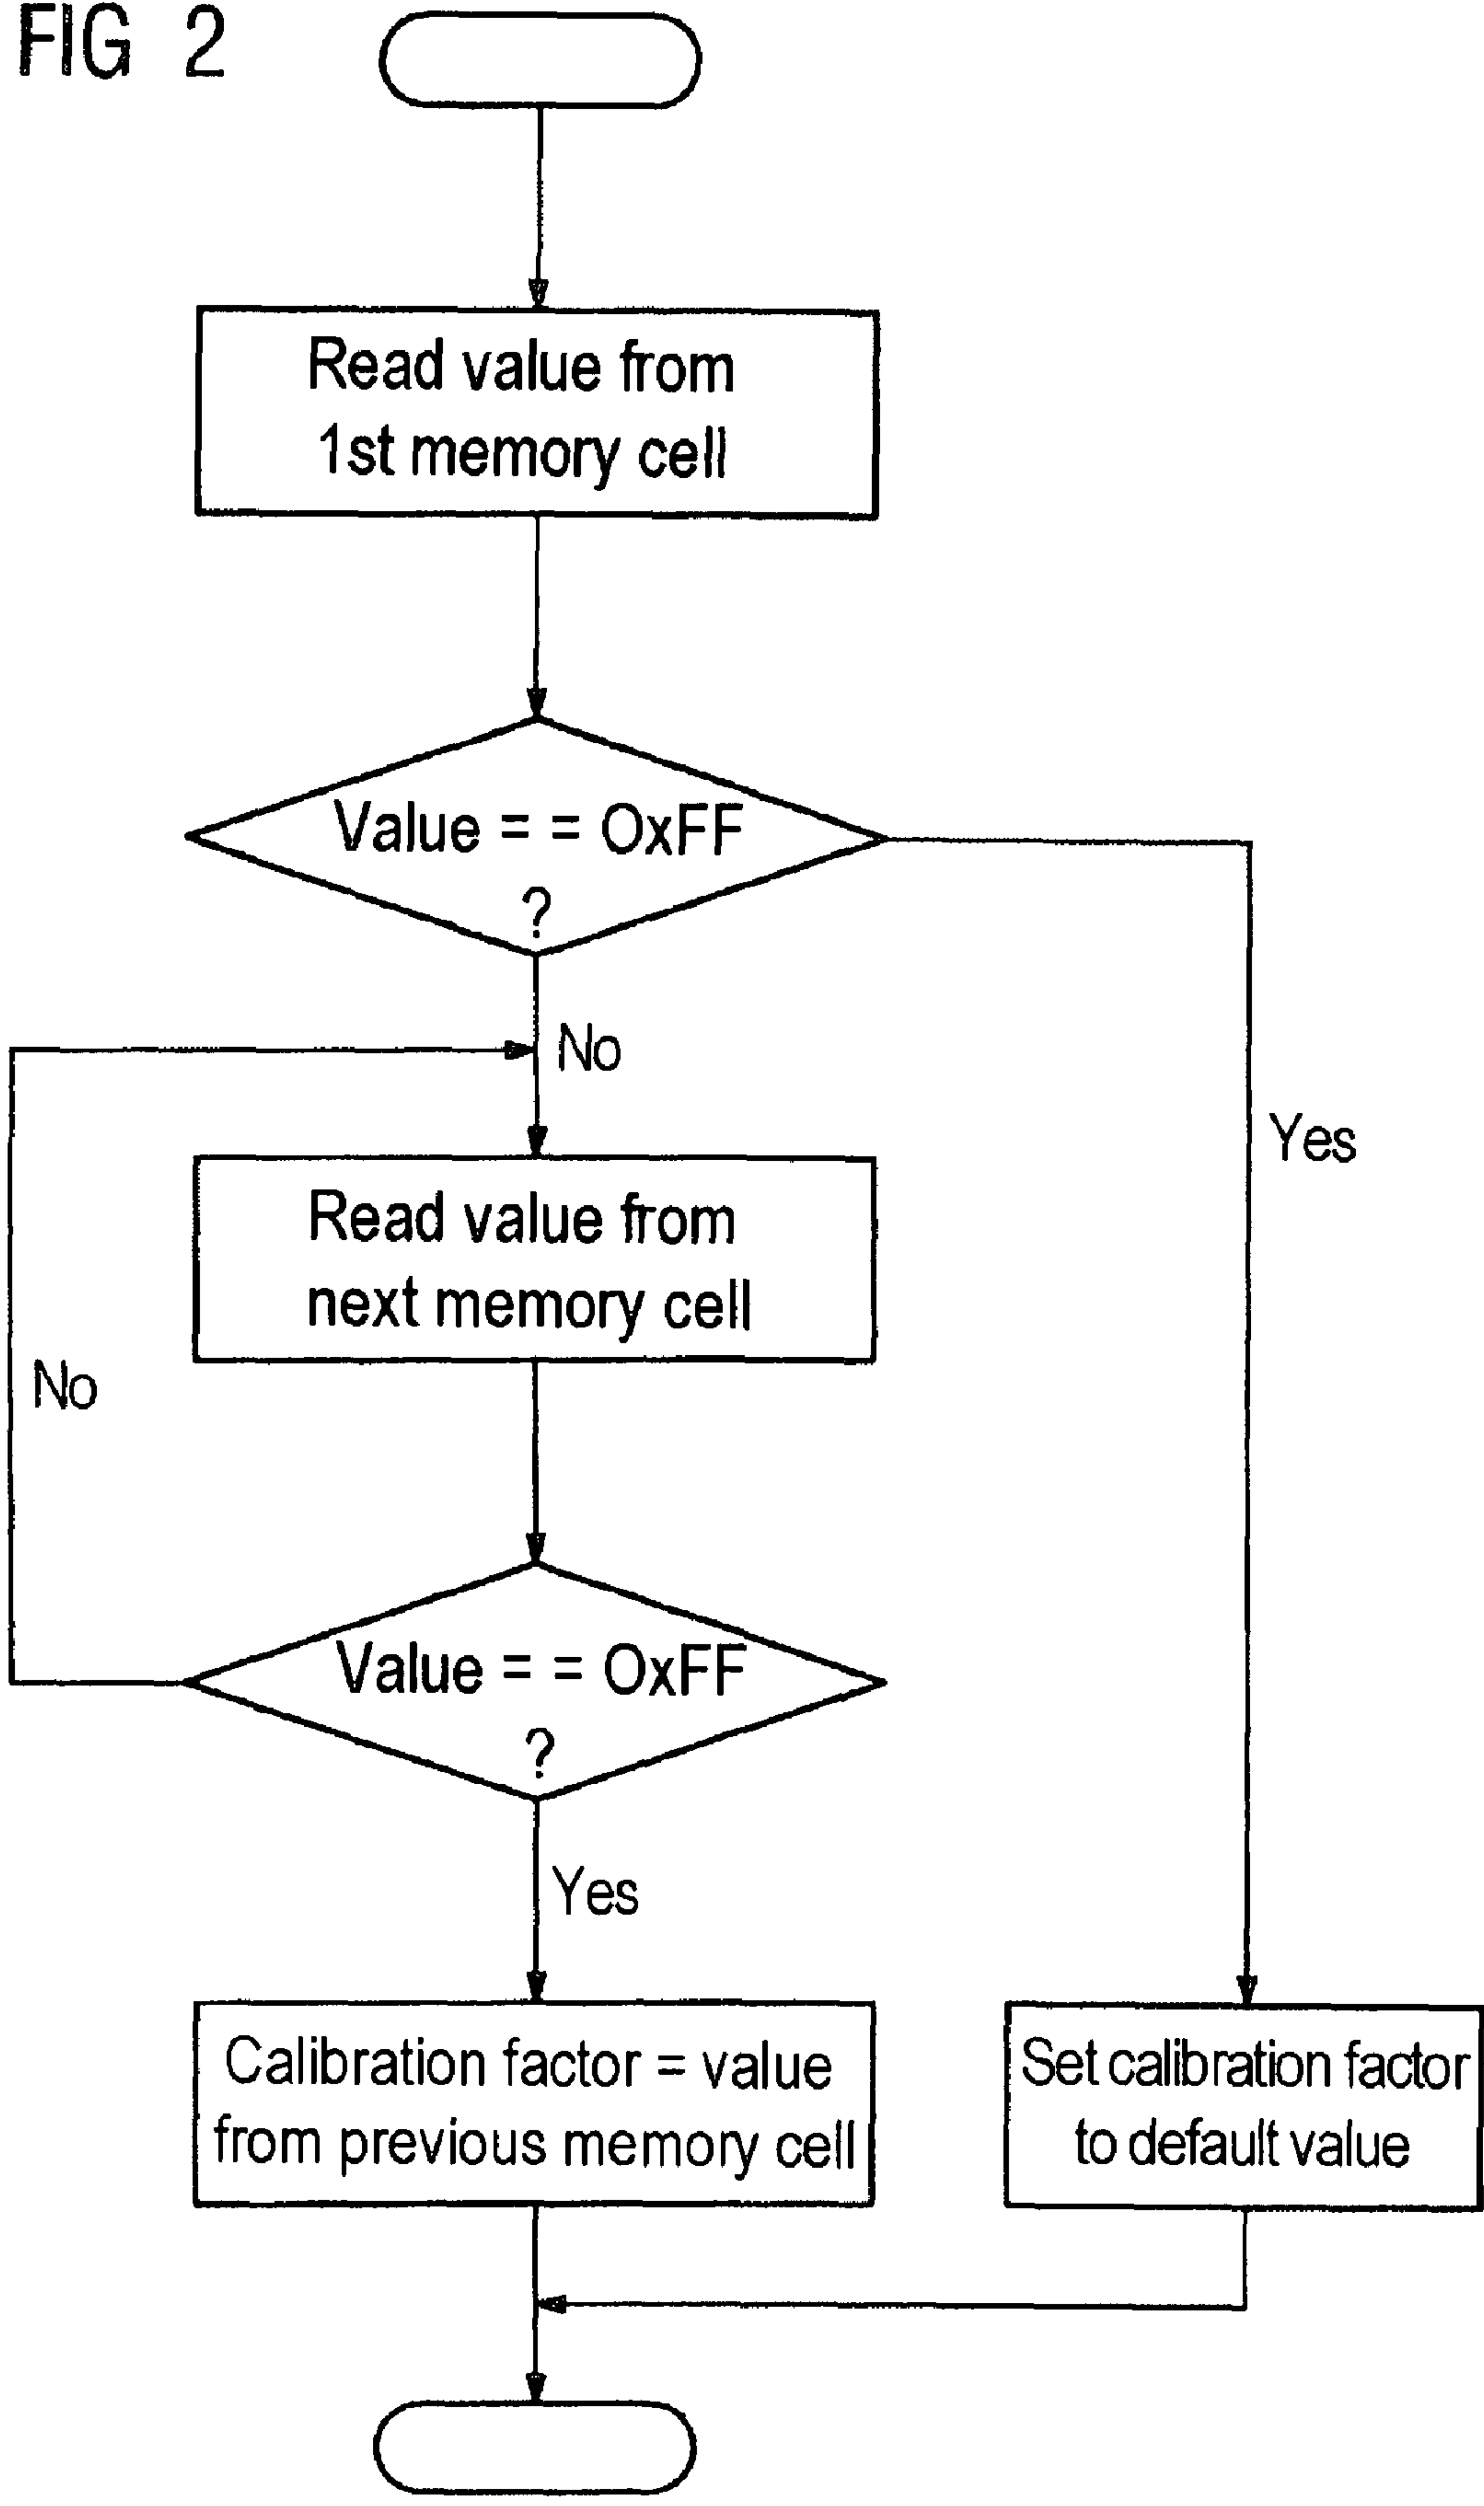 FIG 2
Read value from
1st memory cell
Value == OxFF
?
No
Yes
Read value from
next memory cell
No
Value == OxFF
?
Yes
Calibration factor = value
from previous memory cell
Set calibration factor
to default value